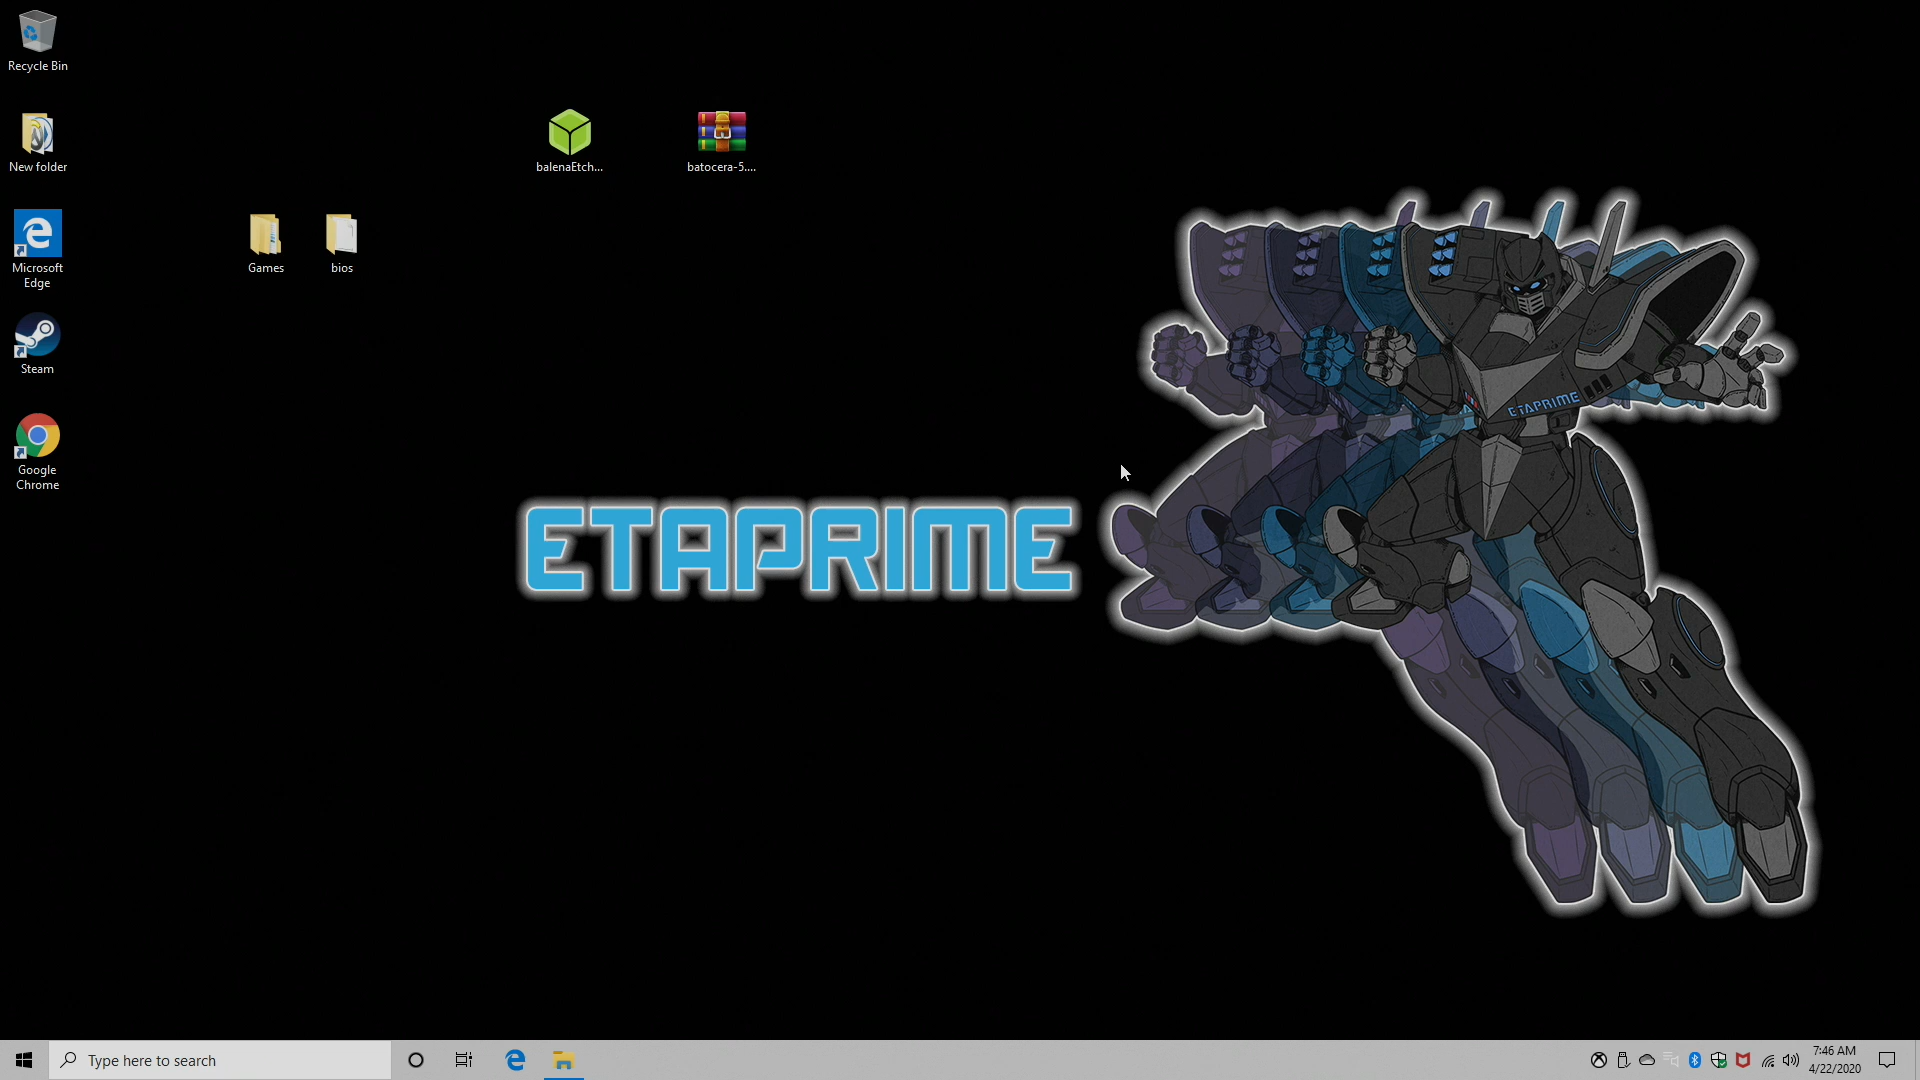 Recycle Bin
New folder
balenaEtch...
batocera-5....
Microsoft
Edge
Games
bios
Steam
Google
Chrome
ETAPRIME
ETAPRIME
Type here to search
7:46 AM
4/22/2020